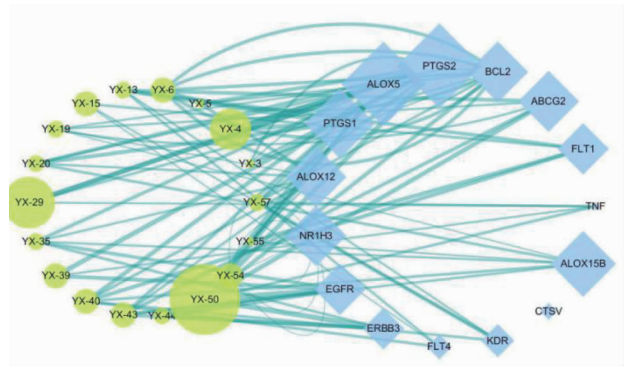 PTGS2
BCL2
ALOX5
YX-13
YX-6
YX-15
YX-5
ABCG2
YX-4
PTGS1
YX-19
FLT1
YX-20
YX-3
ALOX12
YX-29
YX-57
TNF
YX-35
YX-55
NR1H3
ALOX15B
YX-39
YX-54
EGFR
YX-40
YX-50
CTSV
YX-43
ERBB3
KDR
FLT4